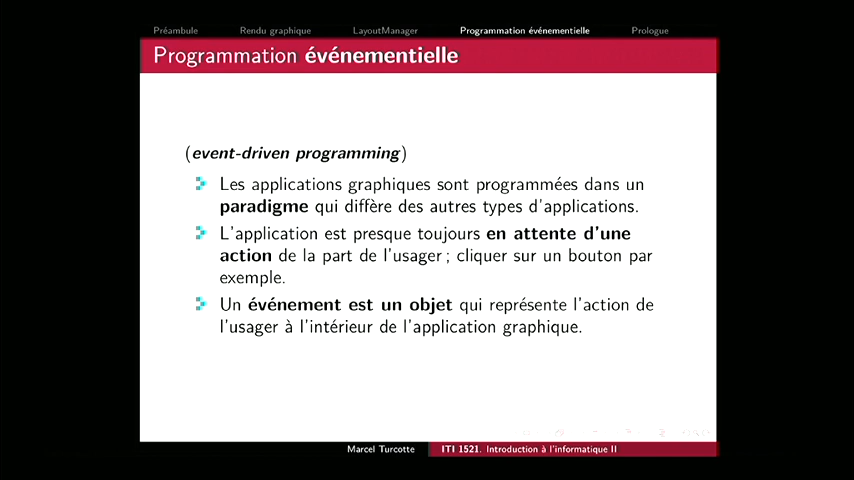 Préambule Rendu graphique LayoutManager Programmation événementielle Prologue
Programmation événementielle
(event-driven programming)
Les applications graphiques sont programmées dans un
paradigme qui diffère des autres types d'applications.
L'application est presque toujours en attente d'une
action de la part de l'usager ; cliquer sur un bouton par
exemple.
Un événement est un objet qui représente l'action de
l'usager à l'intérieur de l'application graphique.
Marcel Turcotte ITI 1521. Introduction à l'informatique II